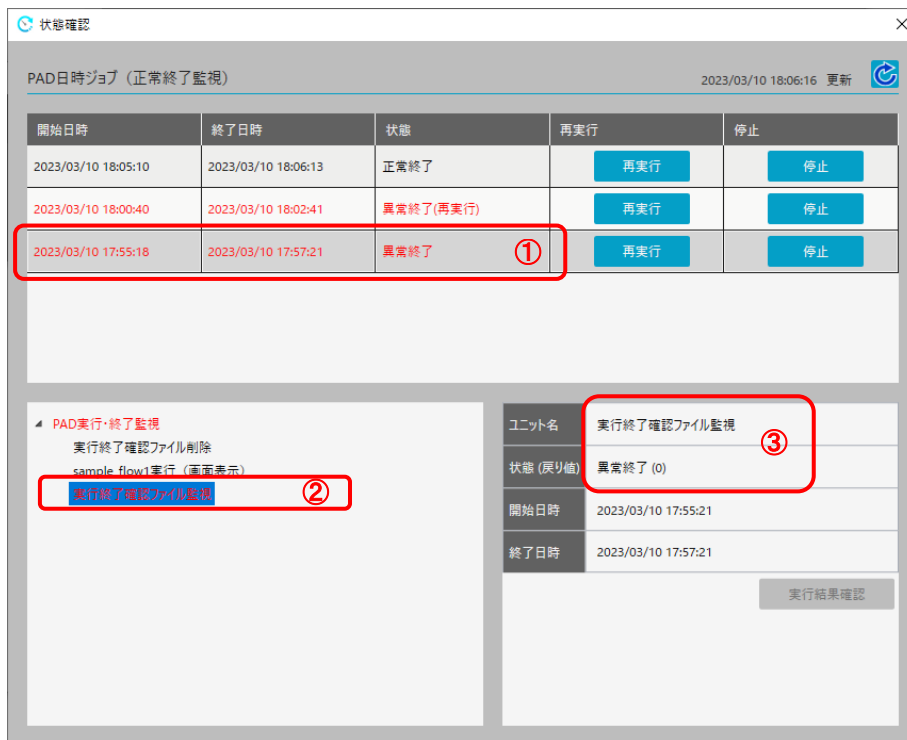 状態確認
PAD日時ジョブ（正常終了監視） 2023/03/10 18:06:16 更新
開始日時 終了日時 状態 再実行 停止
2023/03/10 18:05:10 2023/03/10 18:06:13 正常終了 再実行 停止
2023/03/10 18:00:40 2023/03/10 18:02:41 異常終了(再実行) 再実行 停止
2023/03/10 17:55:18 2023/03/10 17:57:21 異常終了 ① 再実行 停止
PAD実行・終了監視
実行終了確認ファイル削除
sample_flow1実行（画面表示）
実行終了確認ファイル監視 ②
ユニット名 実行終了確認ファイル監視
③
状態 (戻り値) 異常終了 (0)
開始日時 2023/03/10 17:55:21
終了日時 2023/03/10 17:57:21
実行結果確認